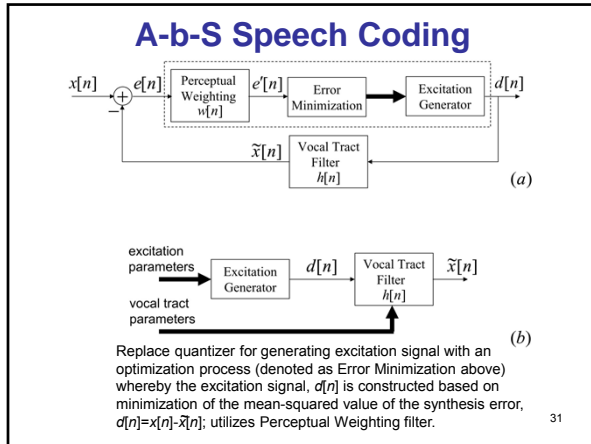 A-b-S Speech Coding
x[n]
e[n]
Perceptual
Weighting
w[n]
e′[n]
Error
Minimization
Excitation
Generator
d[n]
+
−
x̃[n]
Vocal Tract
Filter
h[n]
(a)
excitation
parameters
Excitation
Generator
d[n]
Vocal Tract
Filter
h[n]
x̃[n]
vocal tract
parameters
(b)
Replace quantizer for generating excitation signal with an
optimization process (denoted as Error Minimization above)
whereby the excitation signal, d[n] is constructed based on
minimization of the mean-squared value of the synthesis error,
d[n]=x[n]-x̃[n]; utilizes Perceptual Weighting filter.
31